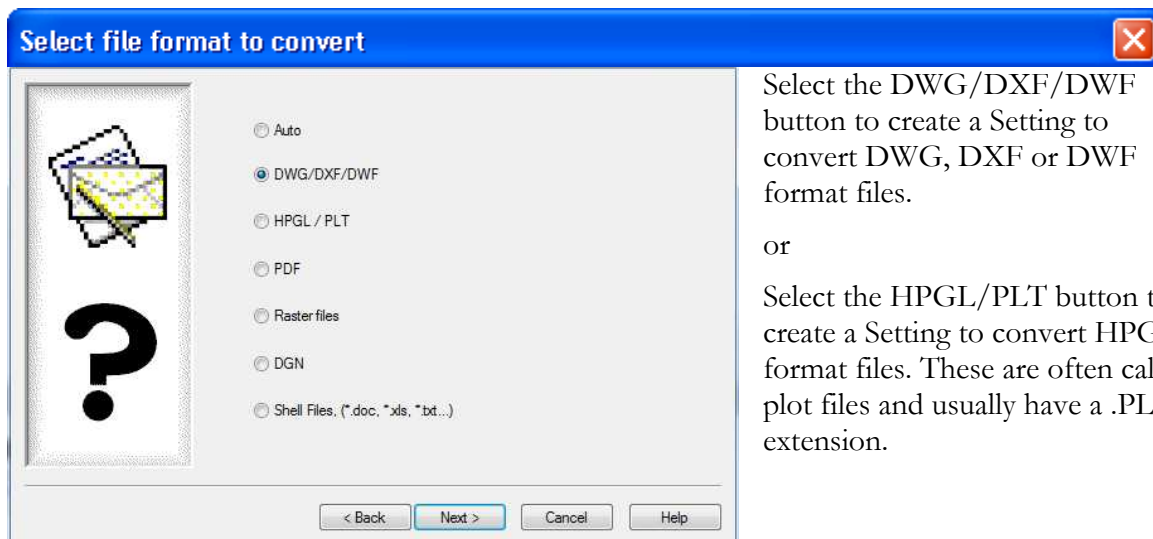 Select file format to convert
Auto
DWG/DXF/DWF
HPGL / PLT
PDF
Raster files
DGN
Shell Files, (*.doc, *.xls, *.txt...)
< Back Next > Cancel Help
Select the DWG/DXF/DWF
button to create a Setting to
convert DWG, DXF or DWF
format files.
or
Select the HPGL/PLT button
create a Setting to convert
format files. These are often
plot files and usually have a
extension.